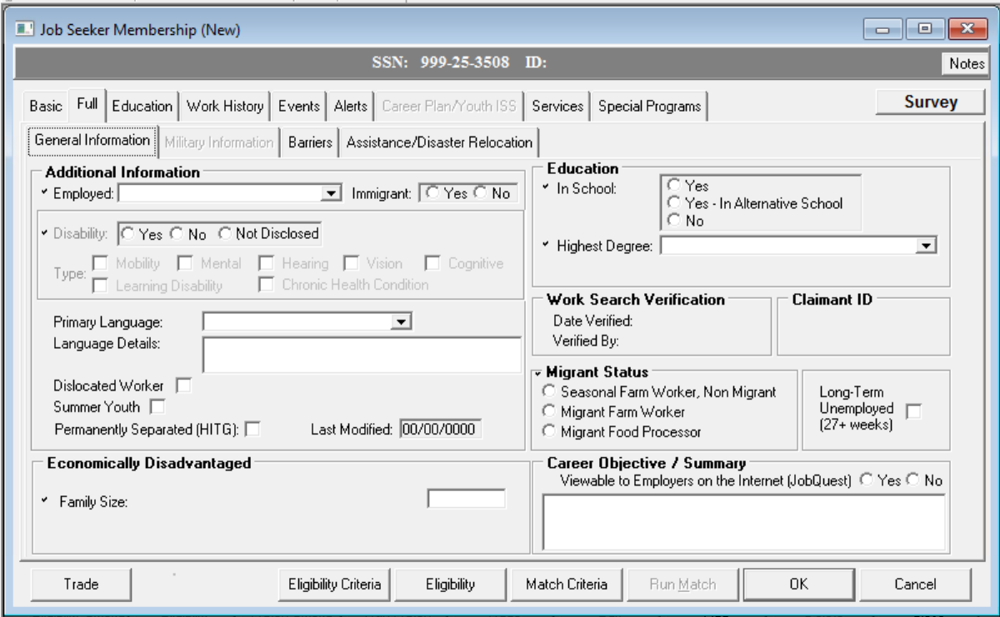 Job Seeker Membership (New)
SSN: 999-25-3508 ID:
Notes
Basic Full Education Work History Events Alerts Career Plan/Youth ISS Services Special Programs Survey
General Information Military Information Barriers Assistance/Disaster Relocation
Additional Information
Employed: Immigrant: Yes No
Disability: Yes No Not Disclosed
Type: Mobility Mental Hearing Vision Cognitive
Learning Disability Chronic Health Condition
Primary Language:
Language Details:
Dislocated Worker
Summer Youth
Permanently Separated (HITG): Last Modified: 00/00/0000
Economically Disadvantaged
Family Size:
Education
In School: Yes
Yes - In Alternative School
No
Highest Degree:
Work Search Verification
Date Verified:
Verified By:
Claimant ID
Migrant Status
Seasonal Farm Worker, Non Migrant
Migrant Farm Worker
Migrant Food Processor
Long-Term
Unemployed
(27+ weeks)
Career Objective / Summary
Viewable to Employers on the Internet (JobQuest) Yes No
Trade Eligibility Criteria Eligibility Match Criteria Run Match OK Cancel